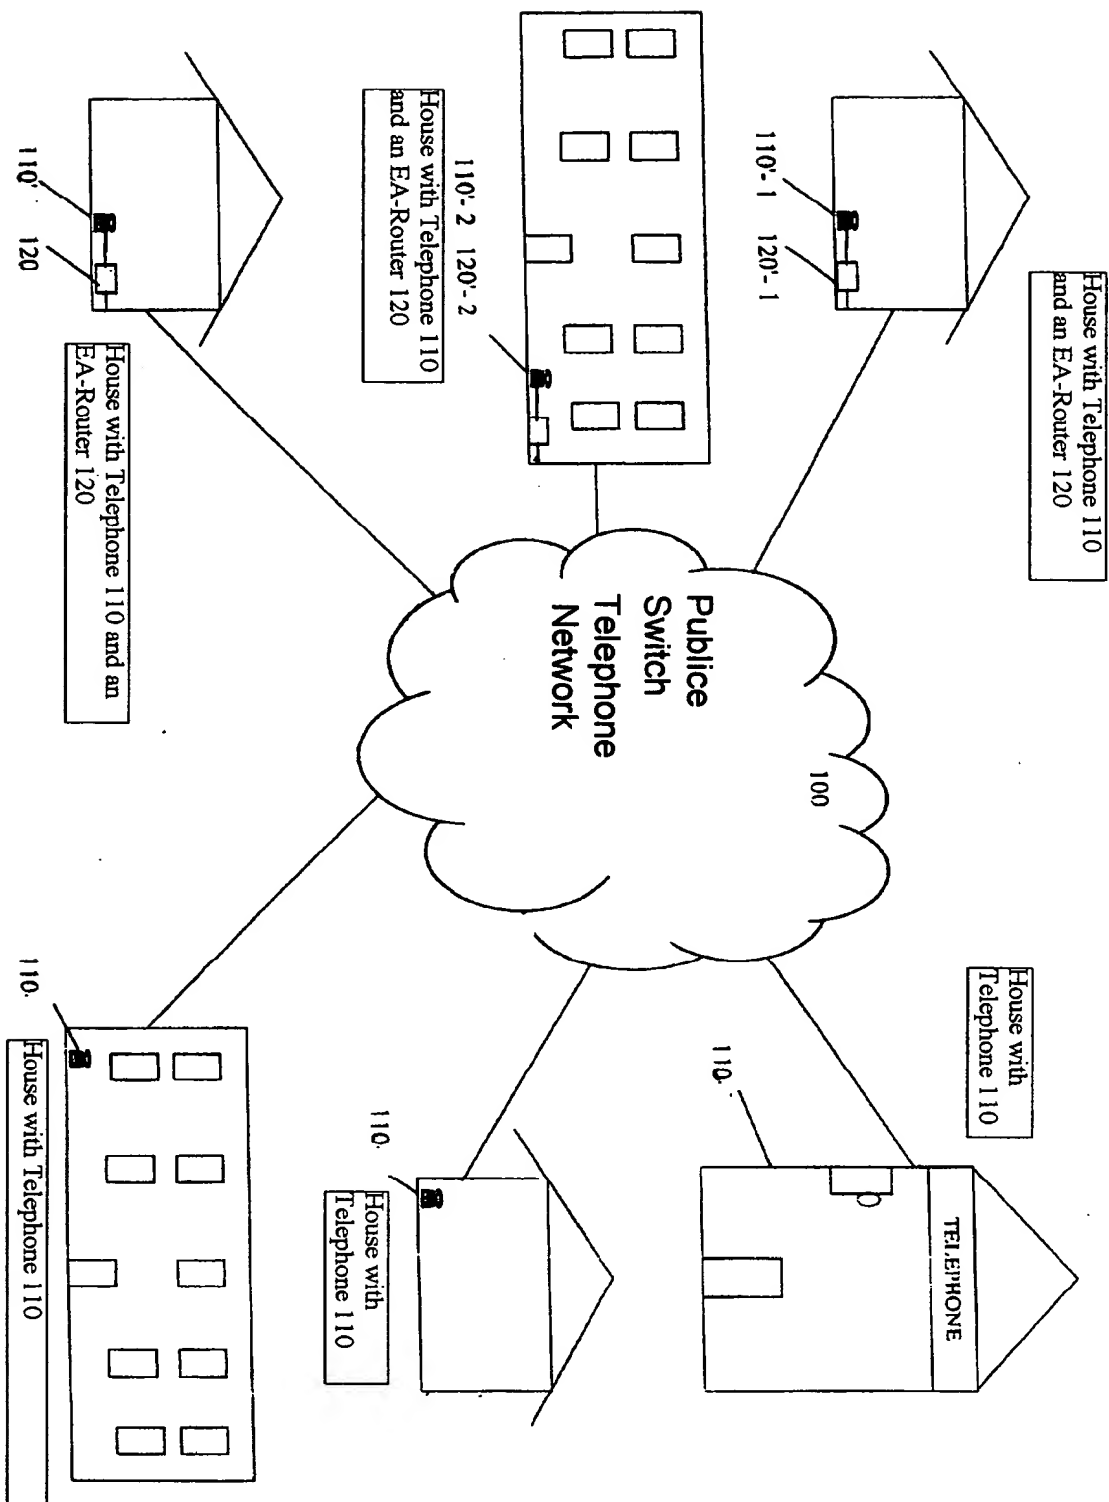 House with Telephone 110
and an EA-Router 120
110'-1 120'-1
House with
Telephone 110
TELEPHONE
110.
100
Publice
Switch
Telephone
Network
110'-2 120'-2
House with Telephone 110
and an EA-Router 120
110.
House with
Telephone 110
House with Telephone 110 and an
EA-Router 120
110' 120
110.
House with Telephone 110